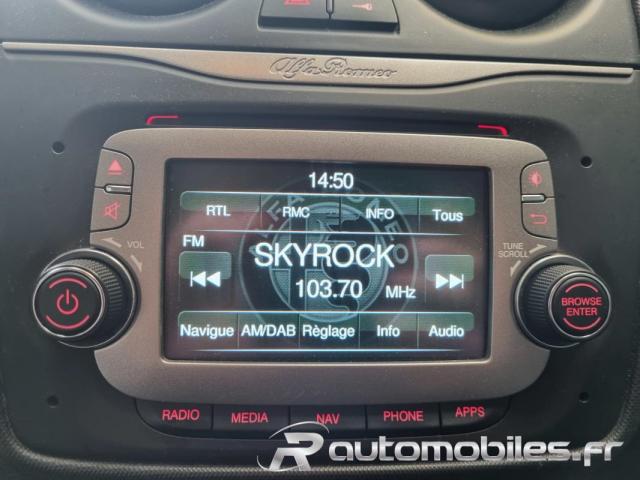 Alfa Romeo
14:50
RTL RMC INFO Tous
FM
SKYROCK
103.70 MHz
Navigue AM/DAB Règlage Info Audio
VOL
TUNE
SCROLL
BROWSE
ENTER
RADIO MEDIA NAV PHONE APPS
Rautomobiles.fr